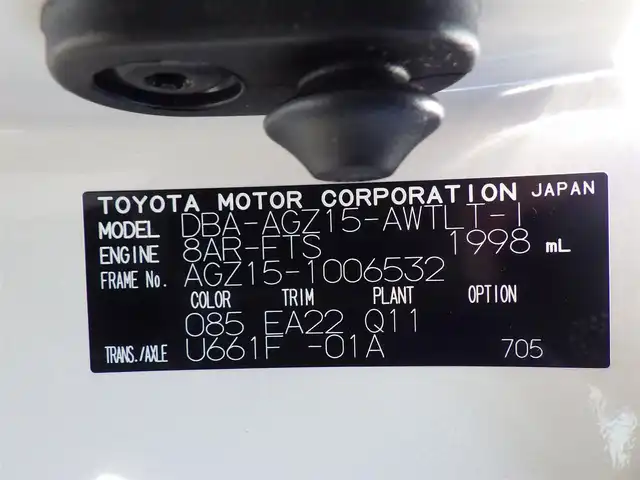 TOYOTA MOTOR CORPORATION JAPAN
MODEL DBA-AGZ15-AWTLT-I
ENGINE 8AR-FTS 1998 mL
FRAME No. AGZ15-1006532
COLOR TRIM PLANT OPTION
085 EA22 Q11
TRANS./AXLE U661F -01A 705